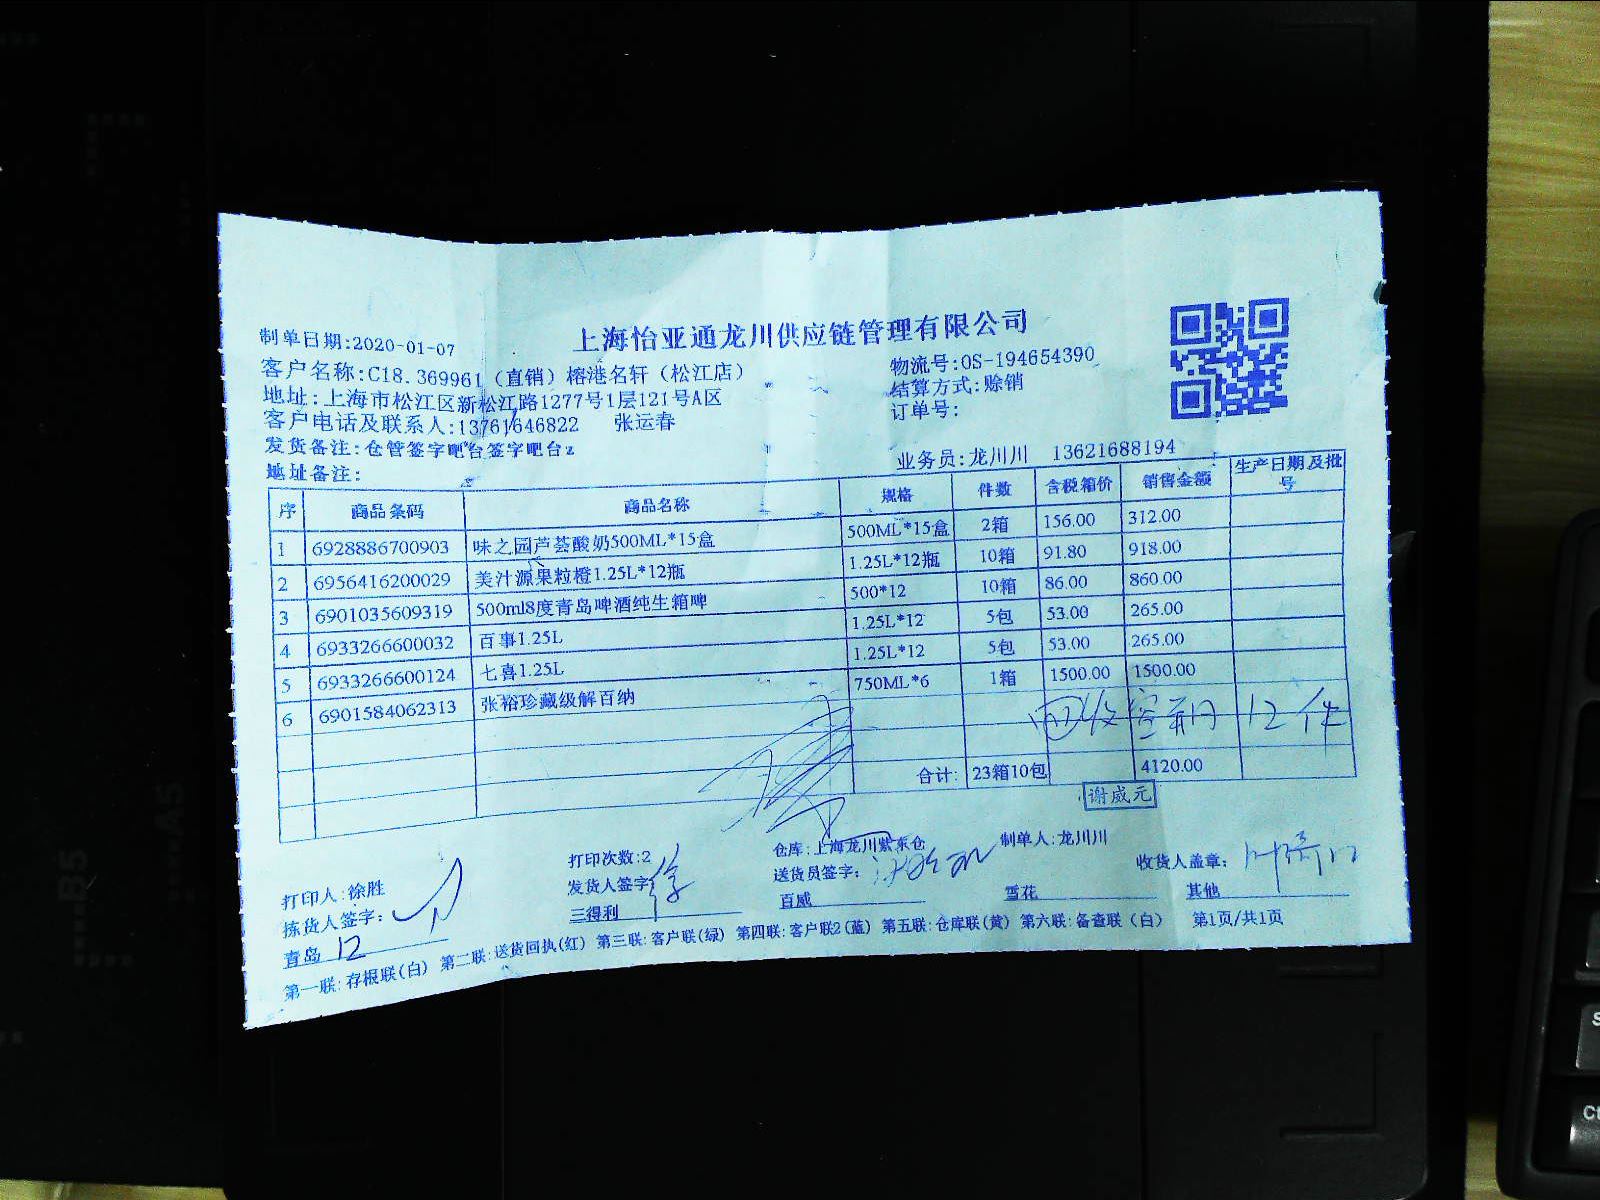 上海怡亚通龙川供应链管理有限公司
制单日期:2020-01-07
客户名称:C18.369961 (直销) 榕港名轩 (松江店)
物流号:OS-194654390
地址:上海市松江区新松江路1277号1层121号A区
结算方式:赊销
客户电话及联系人:13761646822 张运春
订单号:
发货备注:仓管签字吧台签字吧台z
地址备注:
业务员:龙川川 13621688194
序 商品条码 商品名称 规格 件数 含税箱价 销售金额 生产日期及批号
1 6928886700903 味之园芦荟酸奶500ML*15盒 500ML*15盒 2箱 156.00 312.00
2 6956416200029 美汁源果粒橙1.25L*12瓶 1.25L*12瓶 10箱 91.80 918.00
3 6901035609319 500ml8度青岛啤酒纯生箱啤 500*12 10箱 86.00 860.00
4 6933266600032 百事1.25L 1.25L*12 5包 53.00 265.00
5 6933266600124 七喜1.25L 1.25L*12 5包 53.00 265.00
6 6901584062313 张裕珍藏级解百纳 750ML*6 1箱 1500.00 1500.00
回收空瓶 12件
合计: 23箱10包 4120.00
谢威元
打印人:徐胜 打印次数:2 仓库:上海龙川紫东仓 制单人:龙川川
拣货人签字: 发货人签字 徐 送货员签字: 收货人盖章:
青岛 12 三得利 百威 雪花 其他
第一联:存根联(白) 第二联:送货回执(红) 第三联:客户联(绿) 第四联:客户联2(蓝) 第五联:仓库联(黄) 第六联:备查联 (白) 第1页/共1页
B5
A5